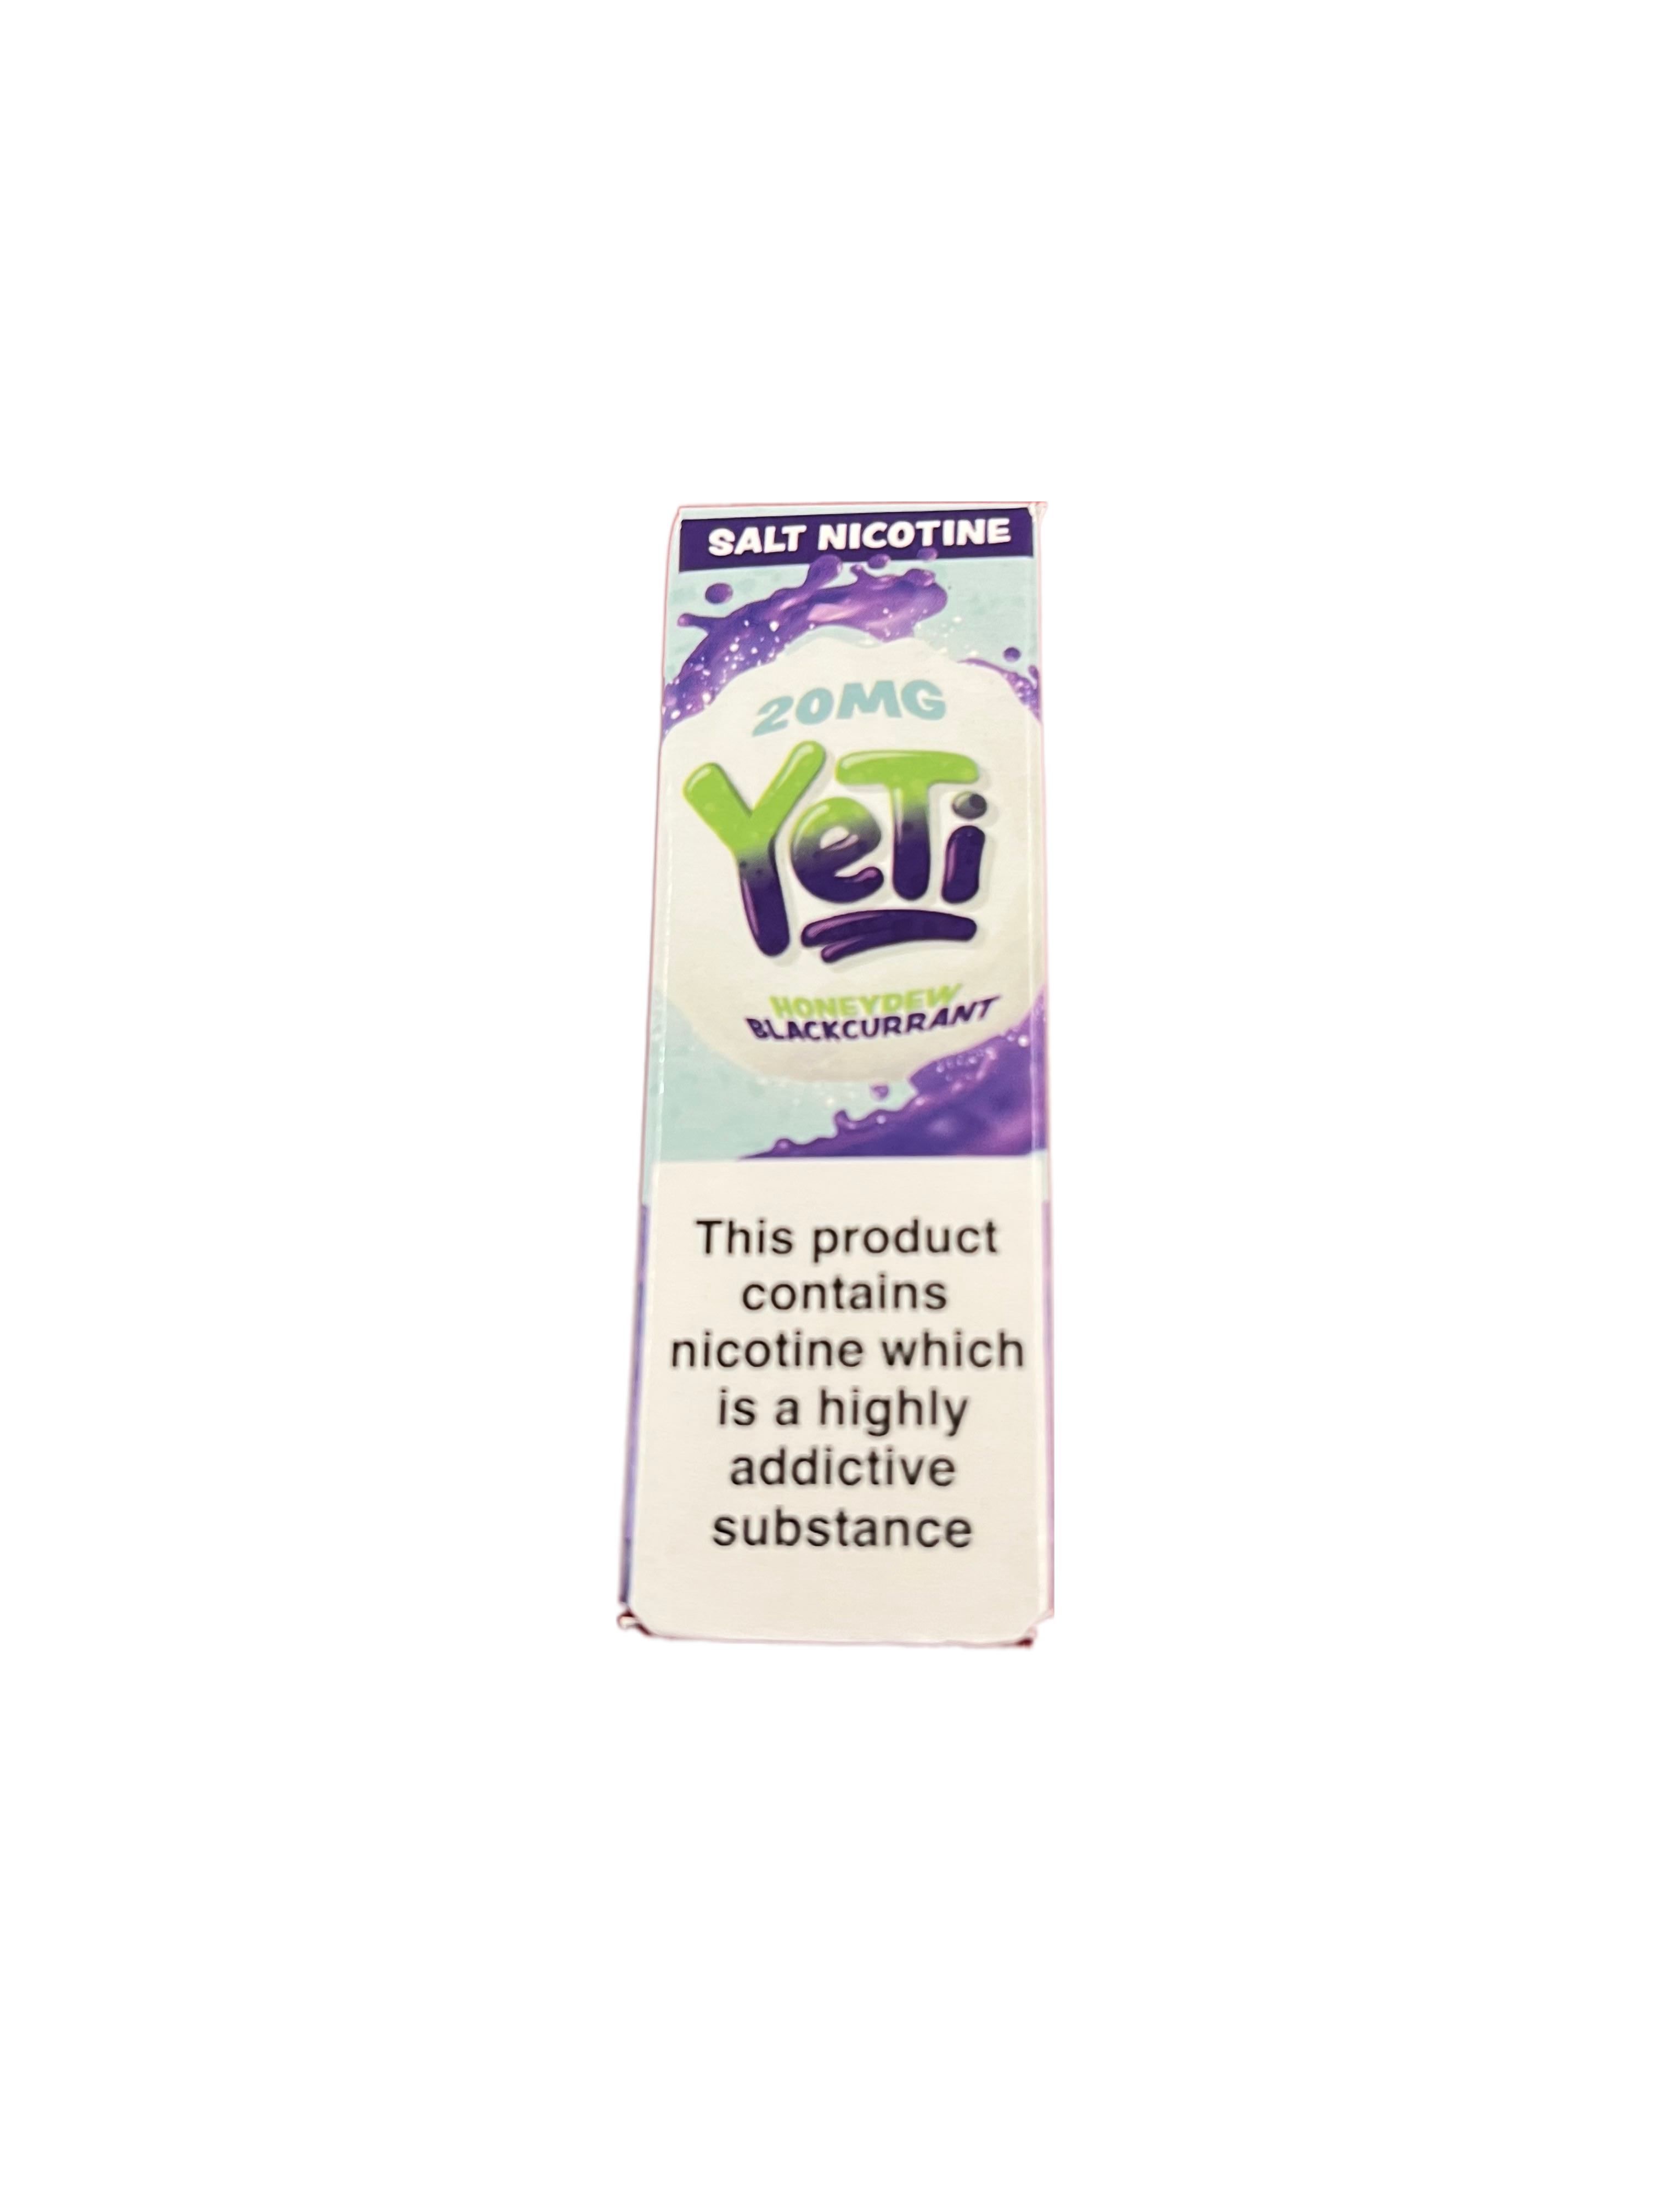 SALT NICOTINE
20MG
YeTi
HONEYDEW
BLACKCURRANT
This product
contains
nicotine which
is a highly
addictive
substance